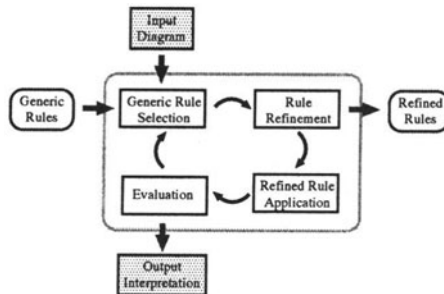 Input
Diagram
Generic
Rules
Generic Rule
Selection
Rule
Refinement
Refined
Rules
Evaluation
Refined Rule
Application
Output
Interpretation